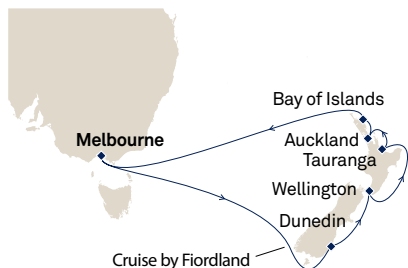 Bay of Islands
Melbourne
Auckland
Tauranga
Wellington
Dunedin
Cruise by Fiordland